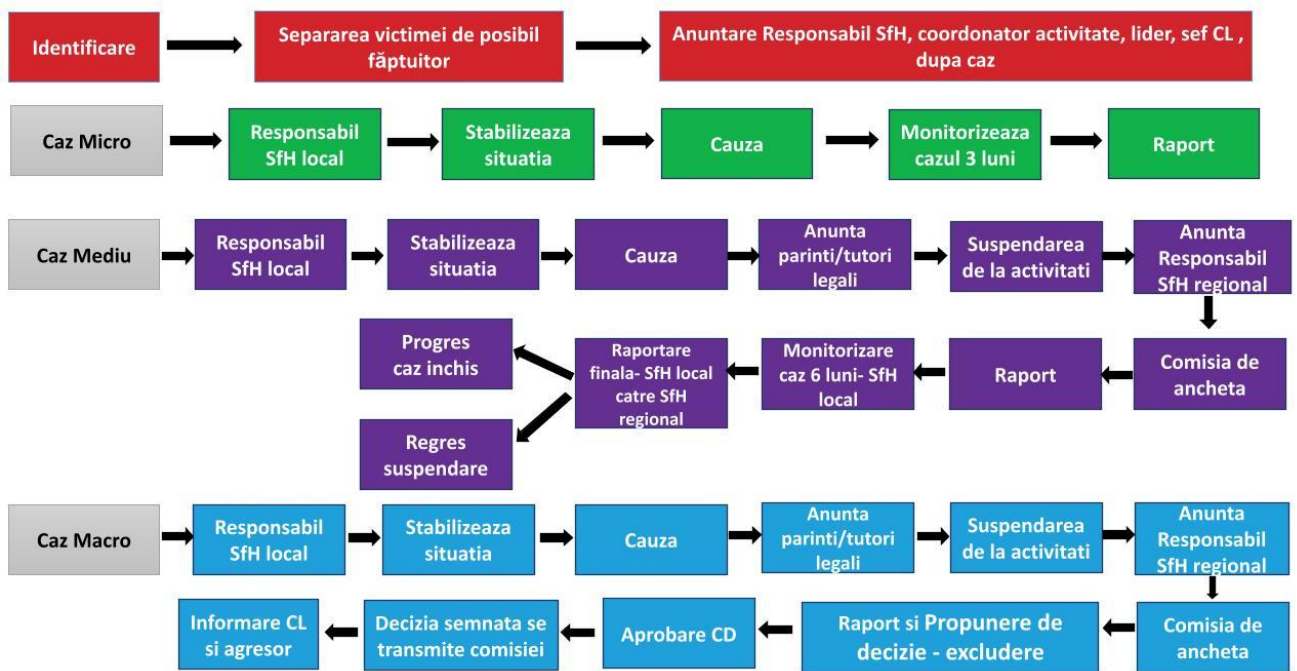 Identificare
Separarea victimei de posibil
făptuitor
Anuntare Responsabil SfH, coordonator activitate, lider, sef CL ,
dupa caz
Caz Micro
Responsabil
SfH local
Stabilizeaza
situatia
Cauza
Monitorizeaza
cazul 3 luni
Raport
Caz Mediu
Responsabil
SfH local
Stabilizeaza
situatia
Cauza
Anunta
parinti/tutori
legali
Suspendarea
de la activitati
Anunta
Responsabil
SfH regional
Comisia de
ancheta
Raport
Monitorizare
caz 6 luni- SfH
local
Raportare
finala- SfH local
catre SfH
regional
Progres
caz inchis
Regres
suspendare
Caz Macro
Responsabil
SfH local
Stabilizeaza
situatia
Cauza
Anunta
parinti/tutori
legali
Suspendarea
de la activitati
Anunta
Responsabil
SfH regional
Comisia de
ancheta
Raport si Propunere de
decizie - excludere
Aprobare CD
Decizia semnata se
transmite comisiei
Informare CL
si agresor